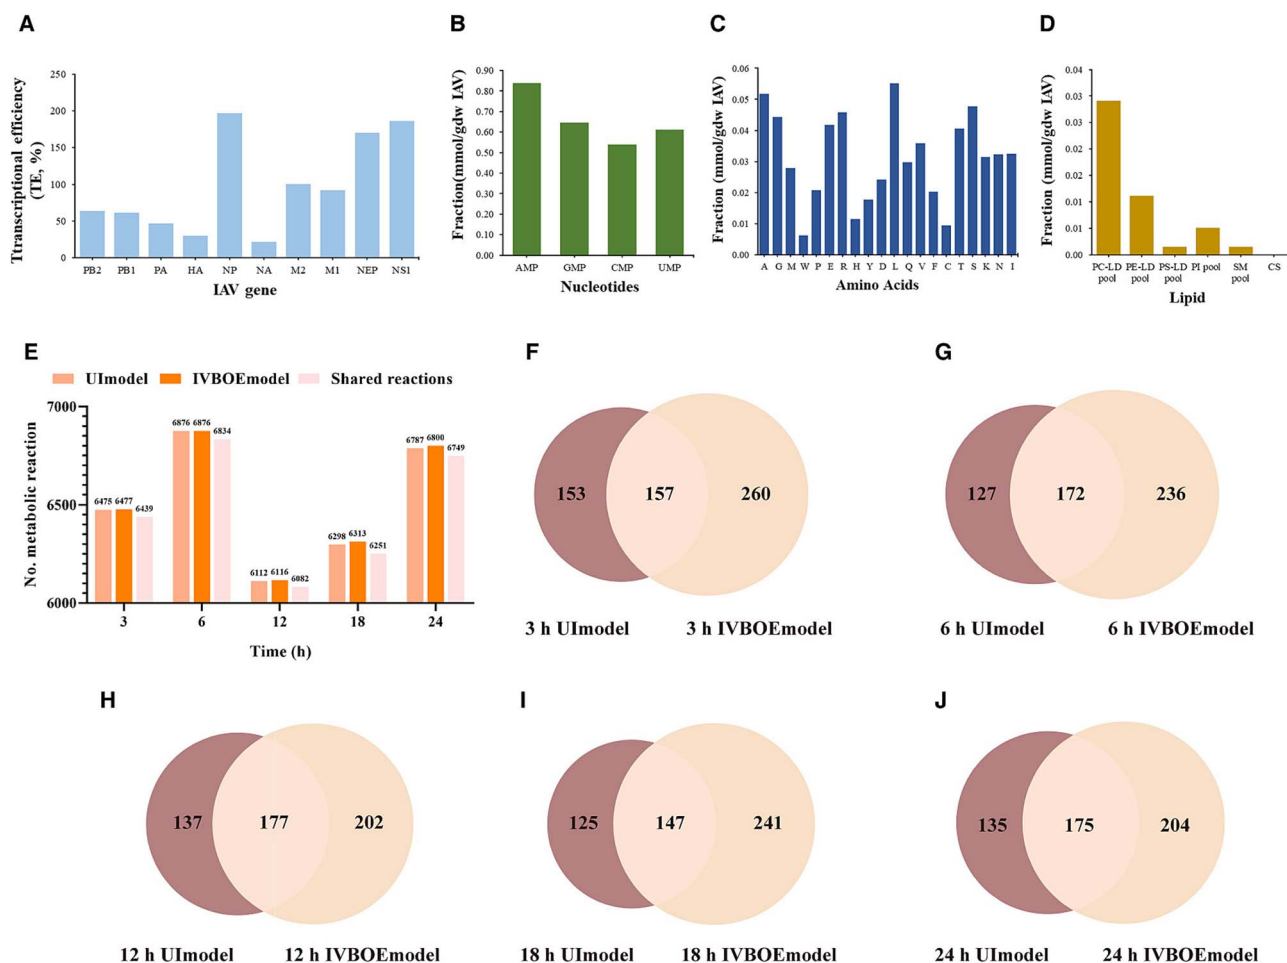 A
Ttranscriptional efficiency
(TE, %)
250
200
150
100
50
0
PB2 PB1 PA HA NP NA M2 M1 NEP NS1
IAV gene
B
Fraction(mmol/gdw IAV)
0.90
0.80
0.70
0.60
0.50
0.40
0.30
0.20
0.10
0.00
AMP GMP CMP UMP
Nucleotides
C
Fraction (mmol/gdw IAV)
0.06
0.05
0.04
0.03
0.02
0.01
0.00
A G M W P E R H Y D L Q V F C T S K N I
Amino Acids
D
Fraction (mmol/gdw IAV)
0.04
0.03
0.03
0.02
0.02
0.01
0.01
0.00
0.00
PC-LD pool PE-LD pool PS-LD pool PI pool SM pool CS
Lipid
E
UImodel IVBOEmodel Shared reactions
No. metabolic reaction
7000
6500
6000
6475 6477 6439
6876 6876 6834
6112 6116 6082
6298 6313 6251
6787 6800 6749
3 6 12 18 24
Time (h)
F
153 157 260
3 h UImodel 3 h IVBOEmodel
G
127 172 236
6 h UImodel 6 h IVBOEmodel
H
137 177 202
12 h UImodel 12 h IVBOEmodel
I
125 147 241
18 h UImodel 18 h IVBOEmodel
J
135 175 204
24 h UImodel 24 h IVBOEmodel